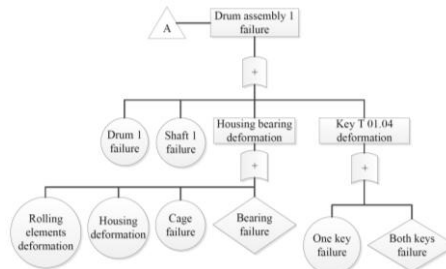 A
Drum assembly 1
failure
+
Drum 1
failure
Shaft 1
failure
Housing bearing
deformation
Key T 01.04
deformation
+
+
Rolling
elements
deformation
Housing
deformation
Cage
failure
Bearing
failure
One key
failure
Both keys
failure